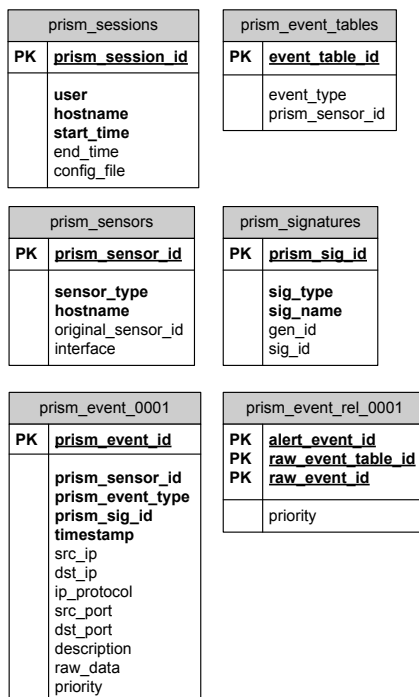 prism_sessions
PK prism_session_id
user
hostname
start_time
end_time
config_file
prism_event_tables
PK event_table_id
event_type
prism_sensor_id
prism_sensors
PK prism_sensor_id
sensor_type
hostname
original_sensor_id
interface
prism_signatures
PK prism_sig_id
sig_type
sig_name
gen_id
sig_id
prism_event_0001
PK prism_event_id
prism_sensor_id
prism_event_type
prism_sig_id
timestamp
src_ip
dst_ip
ip_protocol
src_port
dst_port
description
raw_data
priority
prism_event_rel_0001
PK alert_event_id
PK raw_event_table_id
PK raw_event_id
priority